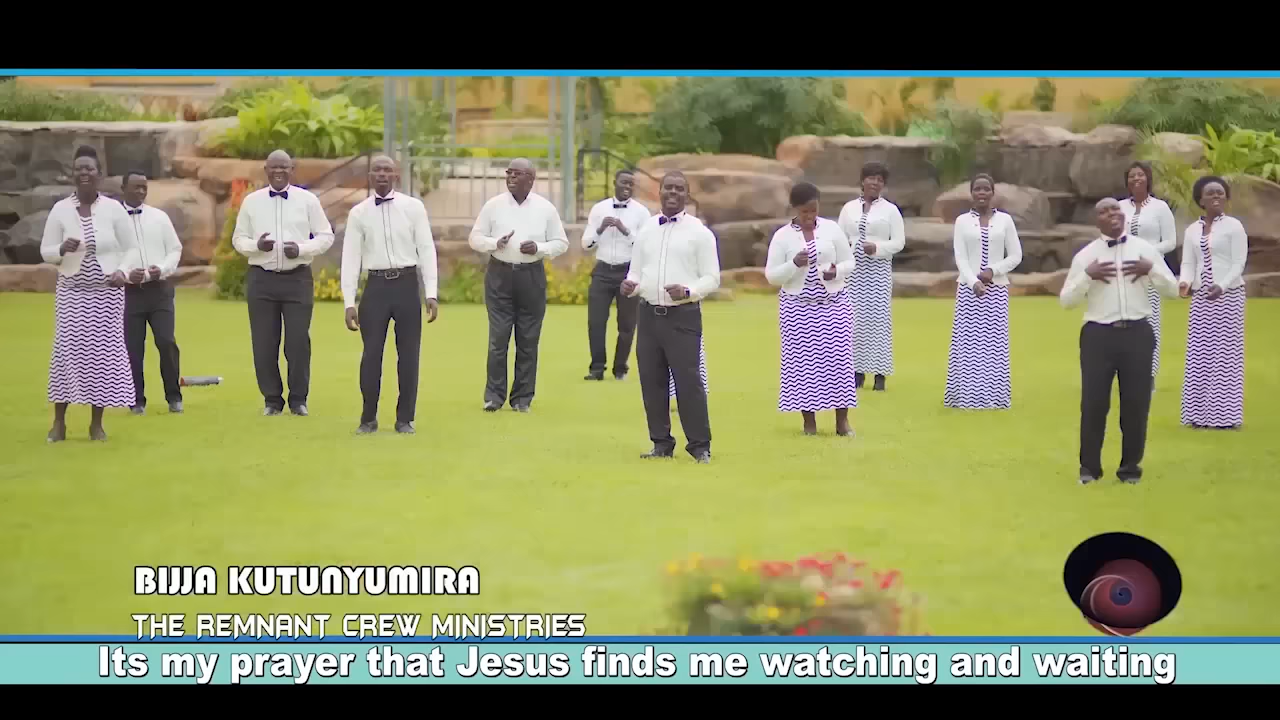 BIJJA KUTUNYUMIRA
THE REMNANT CREW MINISTRIES
Its my prayer that Jesus finds me watching and waiting